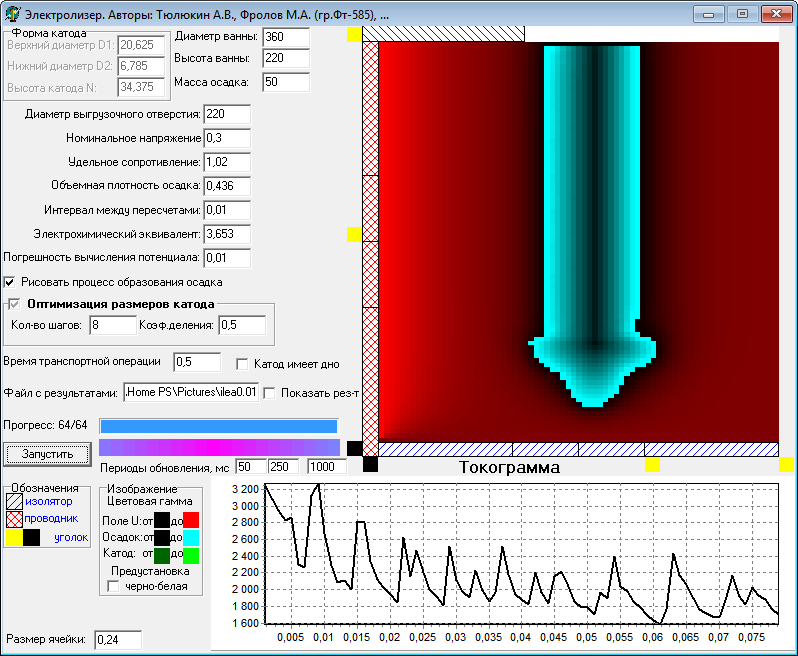 Электролизер. Авторы: Тюлюкин А.В., Фролов М.А. (гр.Фт-585), ...
Форма катода
Верхний диаметр D1: 20,625
Нижний диаметр D2: 6,785
Высота катода N: 34,375
Диаметр ванны: 360
Высота ванны: 220
Масса осадка: 50
Диаметр выгрузочного отверстия: 220
Номинальное напряжение 0,3
Удельное сопротивление: 1,02
Объемная плотность осадка: 0,436
Интервал между пересчетами: 0,01
Электрохимический эквивалент: 3,653
Погрешность вычисления потенциала: 0,01
Рисовать процесс образования осадка
Оптимизация размеров катода
Кол-во шагов: 8 Коэф.деления: 0,5
Время транспортной операции 0,5 Катод имеет дно
Файл с результатами: .Home PS\Pictures\ilea0.01 Показать рез-т
Прогресс: 64/64
Запустить
Периоды обновления, мс 50 250 1000
Обозначения
изолятор
проводник
уголок
Изображение
Цветовая гамма
Поле U: от до
Осадок: от до
Катод: от до
Предустановка
черно-белая
Размер ячейки: 0,24
Токограмма
3 200
3 000
2 800
2 600
2 400
2 200
2 000
1 800
1 600
0,005 0,01 0,015 0,02 0,025 0,03 0,035 0,04 0,045 0,05 0,055 0,06 0,065 0,07 0,075